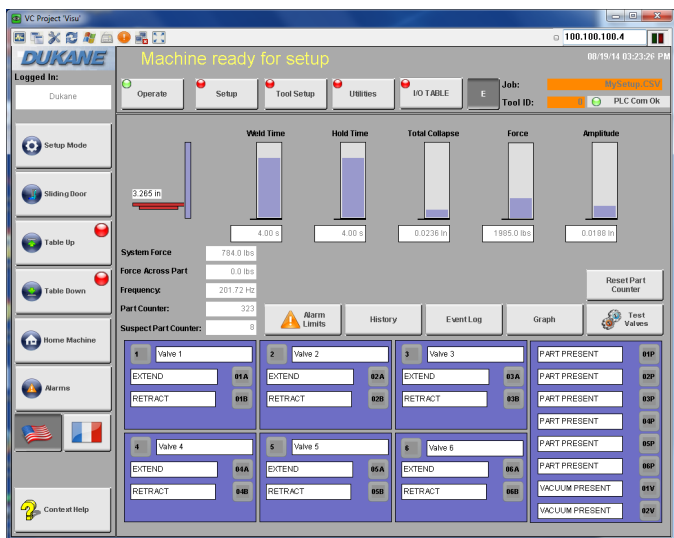 VC Project 'Visu'
100.100.100.4
DUKANE
Machine ready for setup
08/19/14 03:23:26 PM
Logged In:
Dukane
Operate
Setup
Tool Setup
Utilities
I/O TABLE
E
Job:
MySetup.CSV
Tool ID:
0
PLC Com Ok
Setup Mode
Sliding Door
Table Up
Table Down
Home Machine
Alarms
Context Help
Weld Time
Hold Time
Total Collapse
Force
Amplitude
3.265 in
4.00 s
4.00 s
0.0236 In
1985.0 lbs
0.0188 In
System Force
784.0 lbs
Force Across Part
0.0 lbs
Frequency:
201.72 Hz
Part Counter:
323
Suspect Part Counter:
8
Reset Part
Counter
Alarm
Limits
History
Event Log
Graph
Test
Valves
1
Valve 1
EXTEND
01A
RETRACT
01B
2
Valve 2
EXTEND
02A
RETRACT
02B
3
Valve 3
EXTEND
03A
RETRACT
03B
4
Valve 4
EXTEND
04A
RETRACT
04B
5
Valve 5
EXTEND
05A
RETRACT
05B
6
Valve 6
EXTEND
06A
RETRACT
06B
PART PRESENT
01P
PART PRESENT
02P
PART PRESENT
03P
PART PRESENT
04P
PART PRESENT
05P
PART PRESENT
06P
VACUUM PRESENT
01V
VACUUM PRESENT
02V